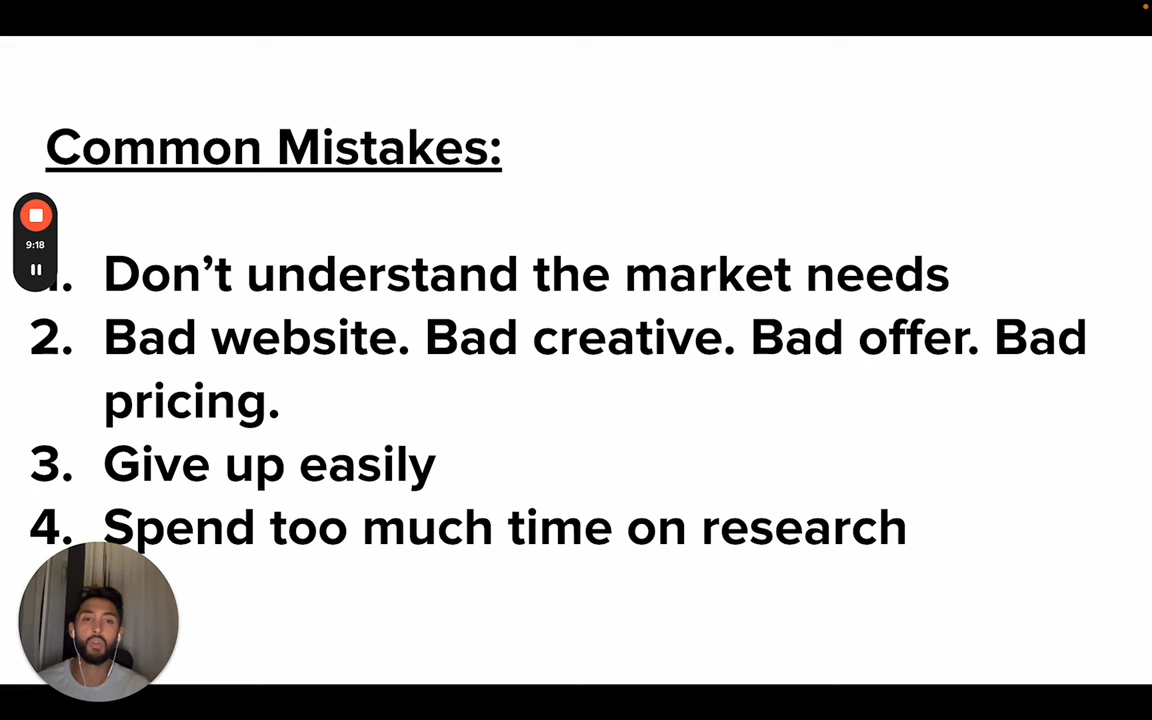 Common Mistakes:
9:18
1. Don’t understand the market needs
2. Bad website. Bad creative. Bad offer. Bad
pricing.
3. Give up easily
4. Spend too much time on research